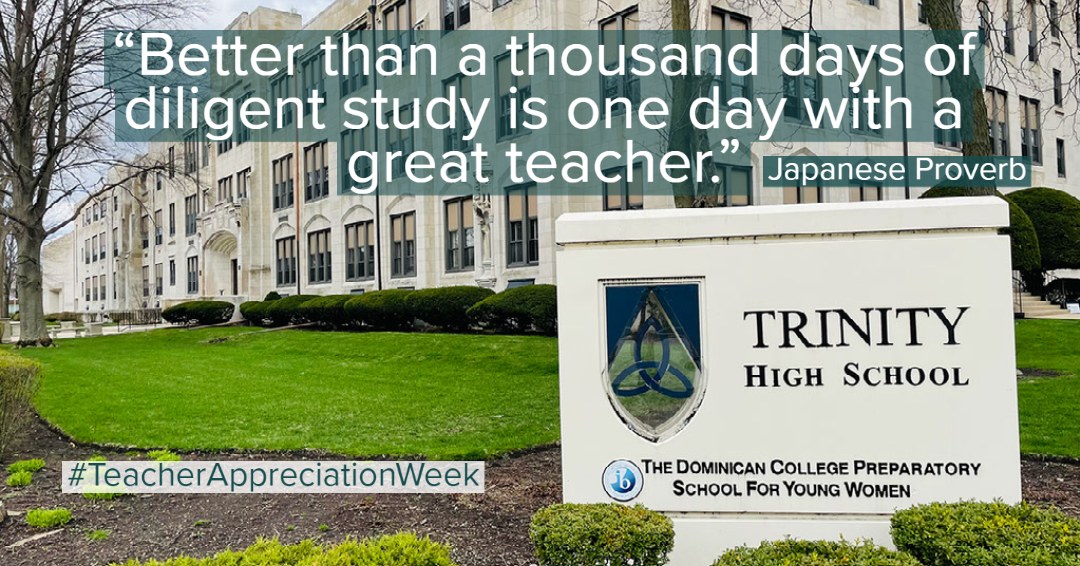 “Better than a thousand days of
diligent study is one day with a
great teacher.”
Japanese Proverb
TRINITY
HIGH SCHOOL
ib
THE DOMINICAN COLLEGE PREPARATORY
SCHOOL FOR YOUNG WOMEN
#TeacherAppreciationWeek